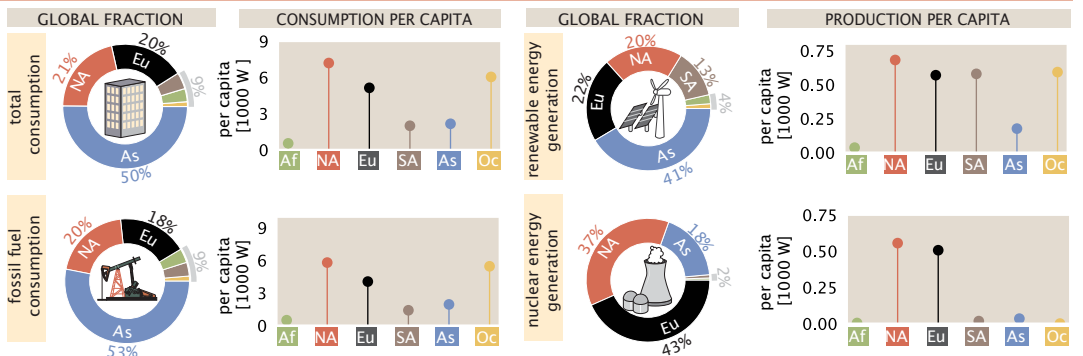 GLOBAL FRACTION
CONSUMPTION PER CAPITA
GLOBAL FRACTION
PRODUCTION PER CAPITA
total
consumption
21%
20%
9%
50%
NA
Eu
As
per capita
[1000 W]
9
6
3
0
Af NA Eu SA As Oc
renewable energy
generation
22%
20%
13%
4%
41%
Eu
NA
SA
As
per capita
[1000 W]
0.75
0.50
0.25
0.00
Af NA Eu SA As Oc
fossil fuel
consumption
20%
18%
9%
53%
NA
Eu
As
per capita
[1000 W]
9
6
3
0
Af NA Eu SA As Oc
nuclear energy
generation
37%
18%
2%
43%
NA
As
Eu
per capita
[1000 W]
0.75
0.50
0.25
0.00
Af NA Eu SA As Oc